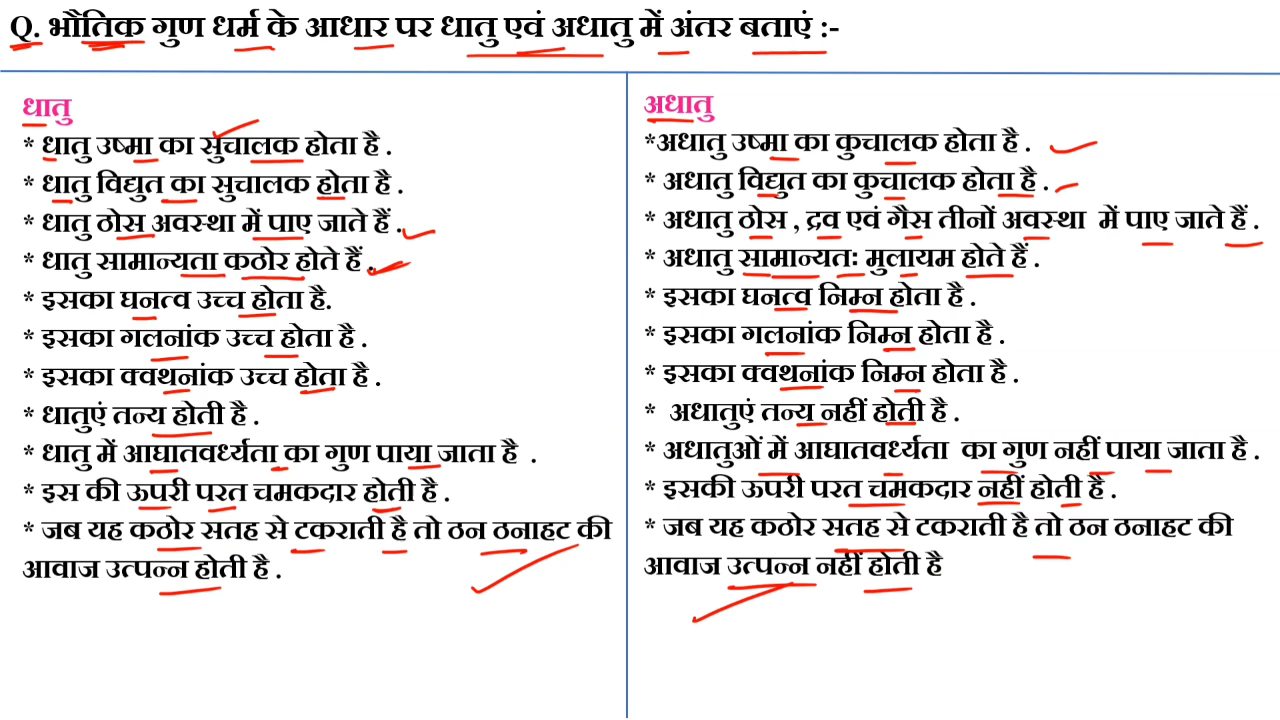 Q. भौतिक गुण धर्म के आधार पर धातु एवं अधातु में अंतर बताएं :-
धातु
* धातु उष्मा का सुचालक होता है .
* धातु विद्युत का सुचालक होता है .
* धातु ठोस अवस्था में पाए जाते हैं .
* धातु सामान्यता कठोर होते हैं .
* इसका घनत्व उच्च होता है.
* इसका गलनांक उच्च होता है .
* इसका क्वथनांक उच्च होता है .
* धातुएं तन्य होती है .
* धातु में आघातवर्ध्यता का गुण पाया जाता है .
* इस की ऊपरी परत चमकदार होती है .
* जब यह कठोर सतह से टकराती है तो ठन ठनाहट की
आवाज उत्पन्न होती है .
अधातु
*अधातु उष्मा का कुचालक होता है .
* अधातु विद्युत का कुचालक होता है .
* अधातु ठोस , द्रव एवं गैस तीनों अवस्था में पाए जाते हैं .
* अधातु सामान्यतः मुलायम होते हैं .
* इसका घनत्व निम्न होता है .
* इसका गलनांक निम्न होता है .
* इसका क्वथनांक निम्न होता है .
* अधातुएं तन्य नहीं होती है .
* अधातुओं में आघातवर्ध्यता का गुण नहीं पाया जाता है .
* इसकी ऊपरी परत चमकदार नहीं होती है .
* जब यह कठोर सतह से टकराती है तो ठन ठनाहट की
आवाज उत्पन्न नहीं होती है